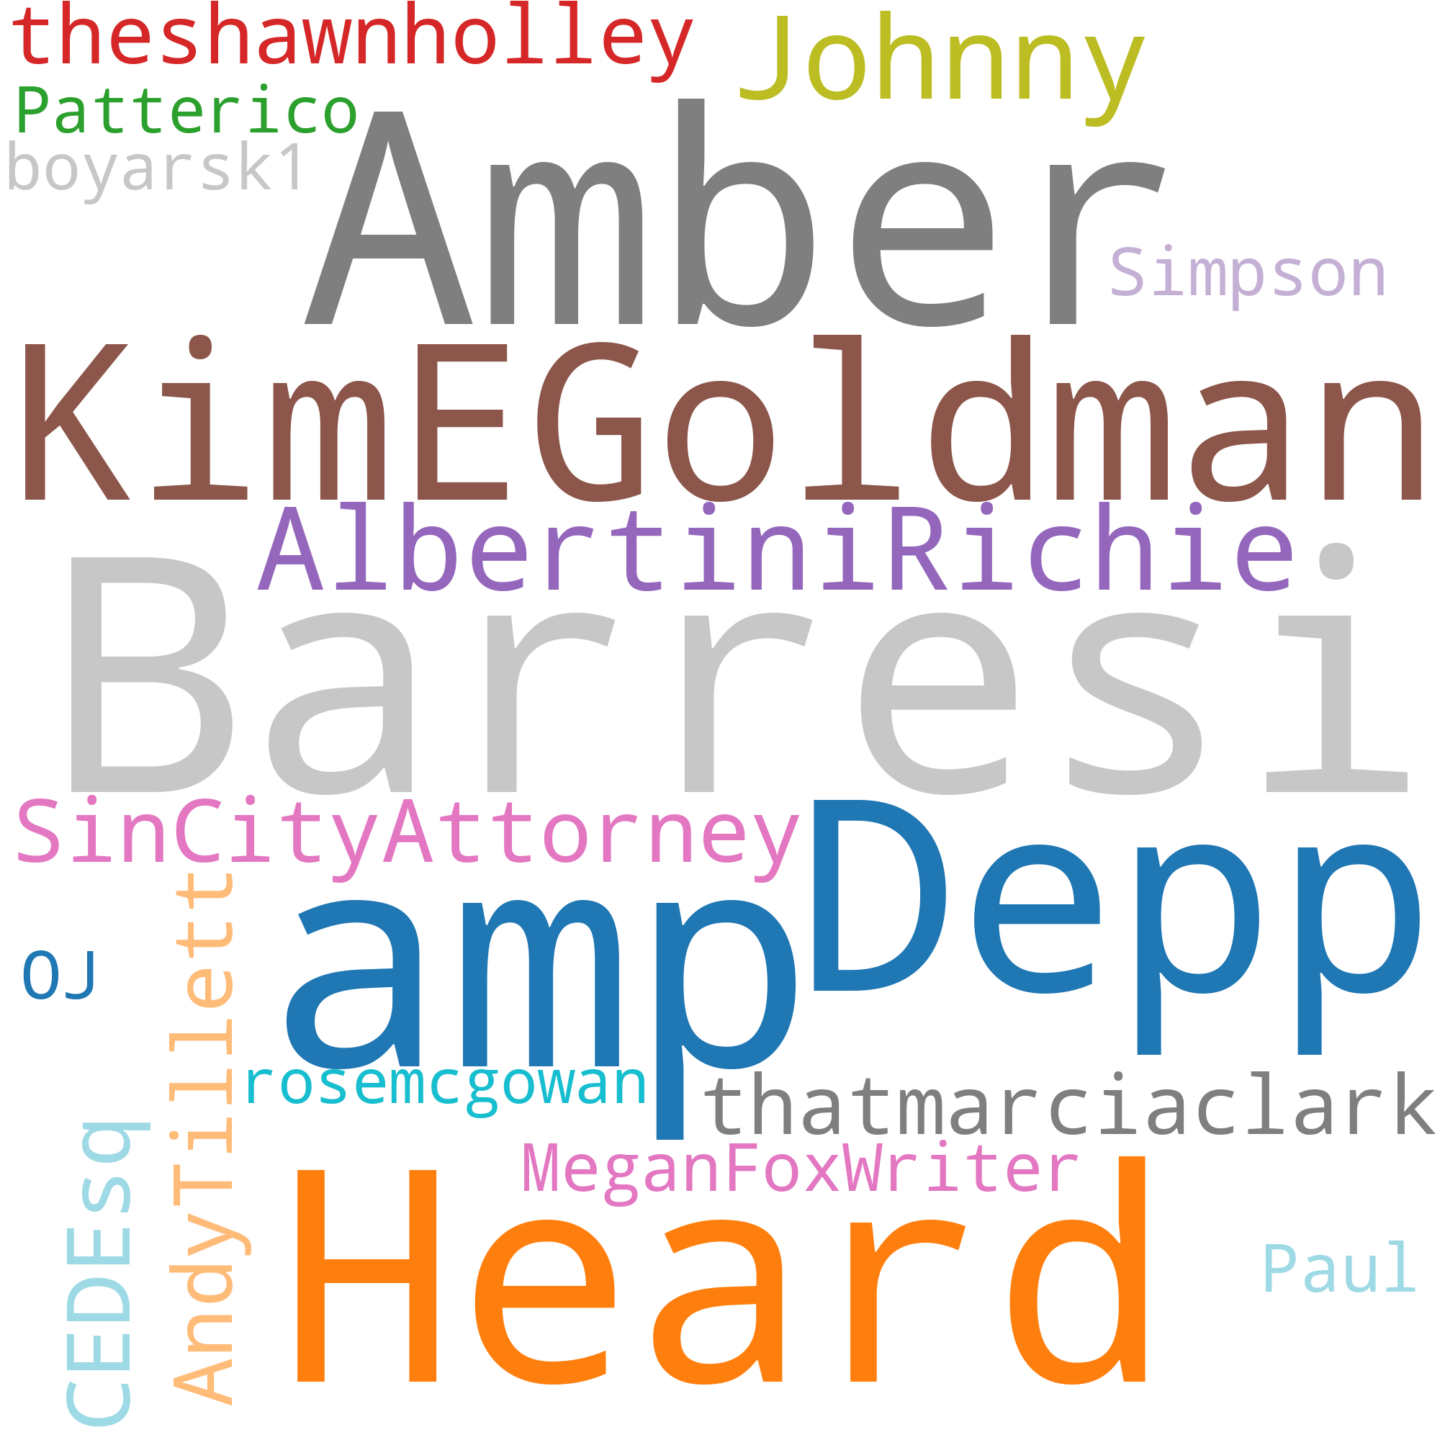 theshawnholley
Johnny
Patterico
boyarsk1
Amber
Simpson
KimEGoldman
AlbertiniRichie
Barresi
SinCityAttorney
Depp
amp
OJ
AndyTillett
rosemcgowan
thatmarciaclark
CEDEsq
MeganFoxWriter
Heard
Paul